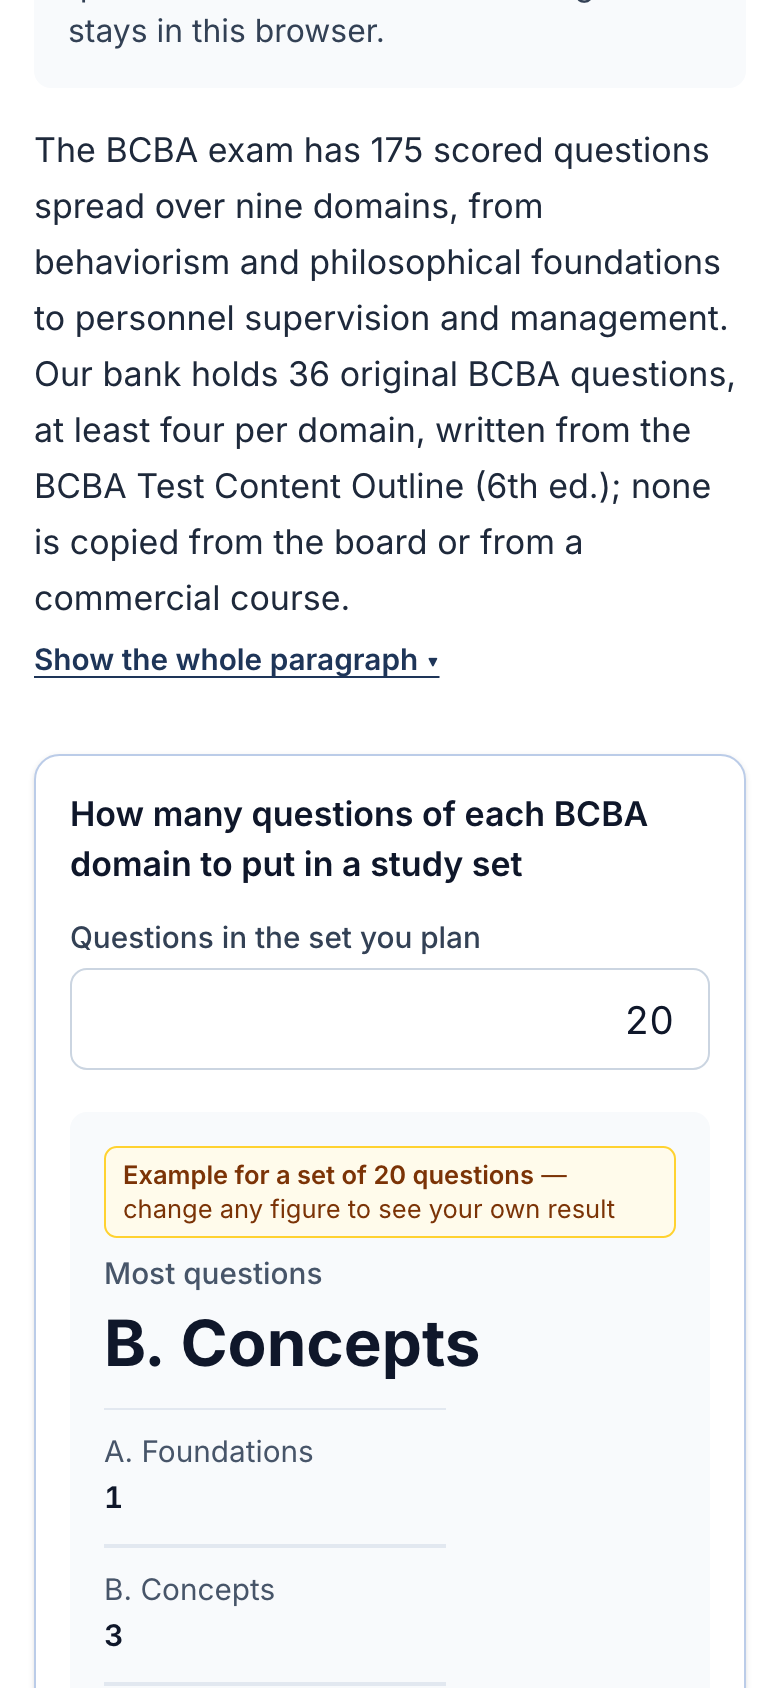 stays in this browser.
The BCBA exam has 175 scored questions
spread over nine domains, from
behaviorism and philosophical foundations
to personnel supervision and management.
Our bank holds 36 original BCBA questions,
at least four per domain, written from the
BCBA Test Content Outline (6th ed.); none
is copied from the board or from a
commercial course.
Show the whole paragraph ▾
How many questions of each BCBA
domain to put in a study set
Questions in the set you plan
20
Example for a set of 20 questions —
change any figure to see your own result
Most questions
B. Concepts
A. Foundations
1
B. Concepts
3